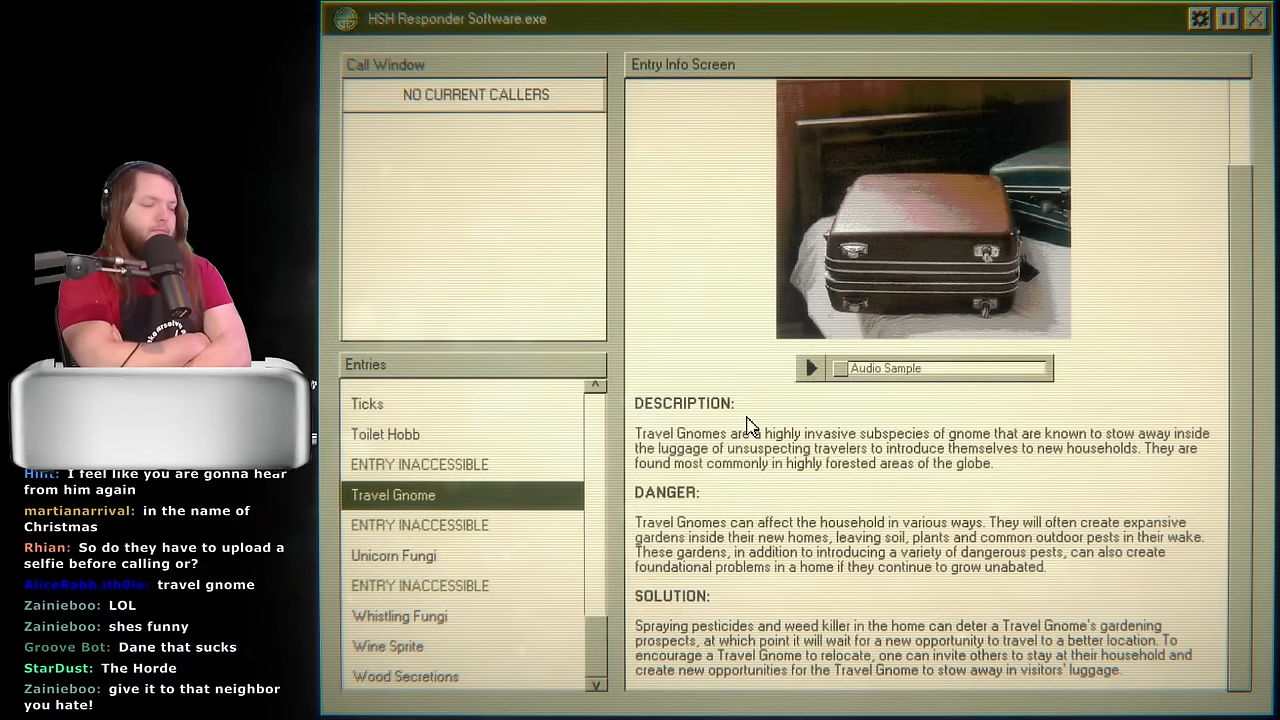 HSH Responder Software.exe
Call Window
NO CURRENT CALLERS
Entry Info Screen
Audio Sample
Entries
Ticks
Toilet Hobb
ENTRY INACCESSIBLE
Travel Gnome
ENTRY INACCESSIBLE
Unicorn Fungi
ENTRY INACCESSIBLE
Whistling Fungi
Wine Sprite
Wood Secretions
DESCRIPTION:
Travel Gnomes are a highly invasive subspecies of gnome that are known to stow away inside
the luggage of unsuspecting travelers to introduce themselves to new households. They are
found most commonly in highly forested areas of the globe.
DANGER:
Travel Gnomes can affect the household in various ways. They will often create expansive
gardens inside their new homes, leaving soil, plants and common outdoor pests in their wake.
These gardens, in addition to introducing a variety of dangerous pests, can also create
foundational problems in a home if they continue to grow unabated.
SOLUTION:
Spraying pesticides and weed killer in the home can deter a Travel Gnome's gardening
prospects, at which point it will wait for a new opportunity to travel to a better location. To
encourage a Travel Gnome to relocate, one can invite others to stay at their household and
create new opportunities for the Travel Gnome to stow away in visitors' luggage.
I feel like you are gonna hear
from him again
martianarrival: in the name of
Christmas
Rhian: So do they have to upload a
selfie before calling or?
travel gnome
Zainieboo: LOL
Zainieboo: shes funny
Groove Bot: Dane that sucks
StarDust: The Horde
Zainieboo: give it to that neighbor
you hate!